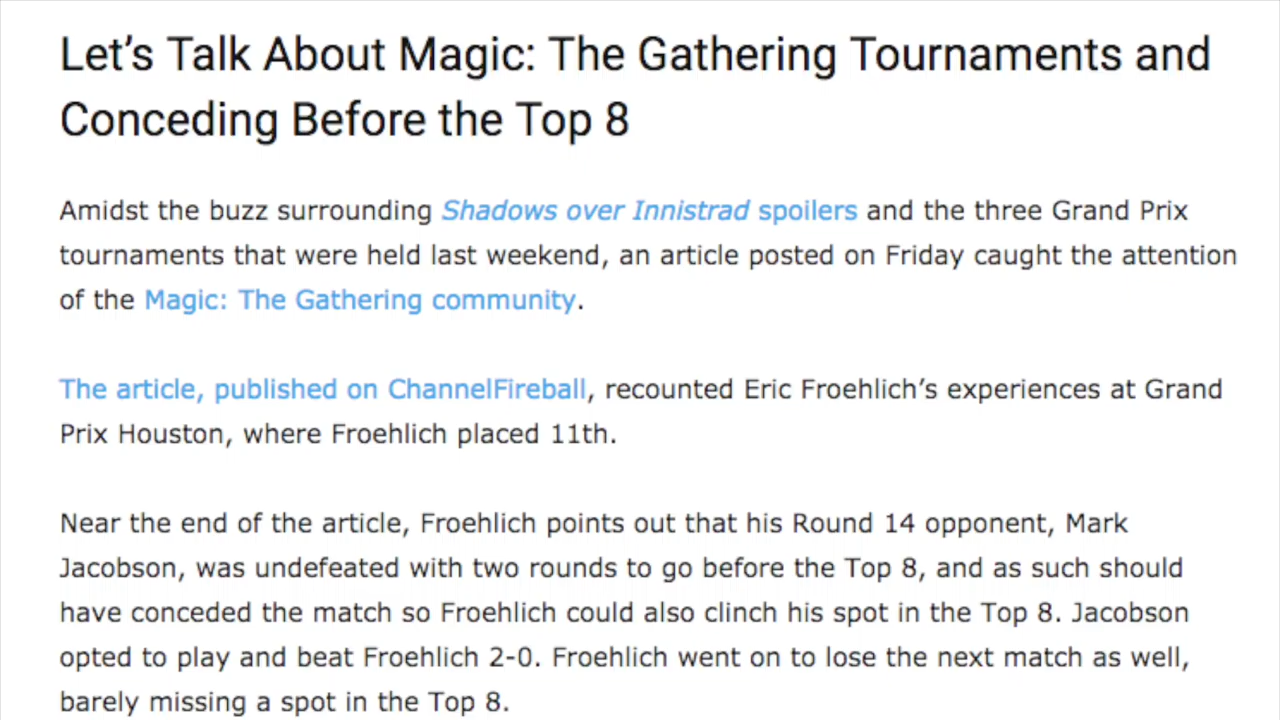 Let’s Talk About Magic: The Gathering Tournaments and
Conceding Before the Top 8
Amidst the buzz surrounding Shadows over Innistrad spoilers and the three Grand Prix
tournaments that were held last weekend, an article posted on Friday caught the attention
of the Magic: The Gathering community.
The article, published on ChannelFireball, recounted Eric Froehlich’s experiences at Grand
Prix Houston, where Froehlich placed 11th.
Near the end of the article, Froehlich points out that his Round 14 opponent, Mark
Jacobson, was undefeated with two rounds to go before the Top 8, and as such should
have conceded the match so Froehlich could also clinch his spot in the Top 8. Jacobson
opted to play and beat Froehlich 2-0. Froehlich went on to lose the next match as well,
barely missing a spot in the Top 8.